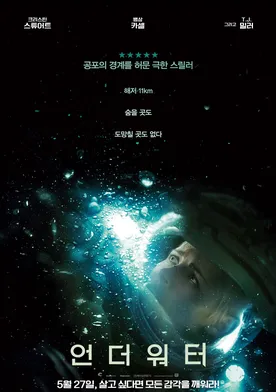 크리스틴 뱅상 그리고 T.J.
스튜어트 카셀 밀러
★★★★★
공포의 경계를 허문 극한 스릴러
해저 11km
숨을 곳도
도망칠 곳도 없다
언더워터
5월 27일, 살고 싶다면 모든 감각을 깨워라!